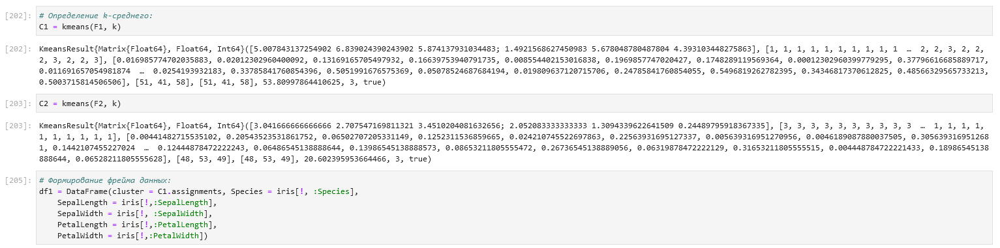 [202]: # Определение k-среднего:
C1 = kmeans(F1, k)
[202]: KmeansResult{Matrix{Float64}, Float64, Int64}([5.007843137254902 6.839024390243902 5.874137931034483; 1.4921568627450983 5.678048780487804 4.393103448275863], [1, 1, 1, 1, 1, 1, 1, 1, 1, 1  …  2, 2, 3, 2, 2, 2,
2, 3, 2, 2, 3], [0.016985774702035883, 0.02012302960400092, 0.13169165705497932, 0.16639753940791735, 0.008554402153016838, 0.1969857747020427, 0.1748289119569364, 0.00012302960399779295, 0.37796616685889717,
0.011691657054981874  …  0.0254193932183, 0.33785841760854396, 0.5051991676575369, 0.05078524687684194, 0.019809637120715706, 0.24785841760854055, 0.5496819262782395, 0.34346817370612825, 0.48566329565733213,
0.5003715814506506], [51, 41, 58], [51, 41, 58], 53.80997864410625, 3, true)
[203]: C2 = kmeans(F2, k)
[203]: KmeansResult{Matrix{Float64}, Float64, Int64}([3.041666666666666 2.707547169811321 3.4510204081632656; 2.052083333333333 1.3094339622641509 0.24489795918367335], [3, 3, 3, 3, 3, 3, 3, 3, 3, 3  …  1, 1, 1, 1,
1, 1, 1, 1, 1, 1], [0.00441482715535102, 0.20543523531861752, 0.06502707205331149, 0.1252311536859665, 0.024210745522697863, 0.22563931695127337, 0.005639316951270956, 0.0046189087880037505, 0.305639316951268
1, 0.1442107455227024  …  0.12444878472222243, 0.06486545138888644, 0.13986545138888573, 0.08653211805555472, 0.26736545138889056, 0.06319878472222129, 0.31653211805555515, 0.004448784722221433, 0.18986545138
888644, 0.06528211805555628], [48, 53, 49], [48, 53, 49], 20.602395953664466, 3, true)
[205]: # Формирование фрейма данных:
df1 = DataFrame(cluster = C1.assignments, Species = iris[!, :Species],
SepalLength = iris[!,:SepalLength],
SepalWidth = iris[!, :SepalWidth],
PetalLength = iris[!,:PetalLength],
PetalWidth = iris[!,:PetalWidth])